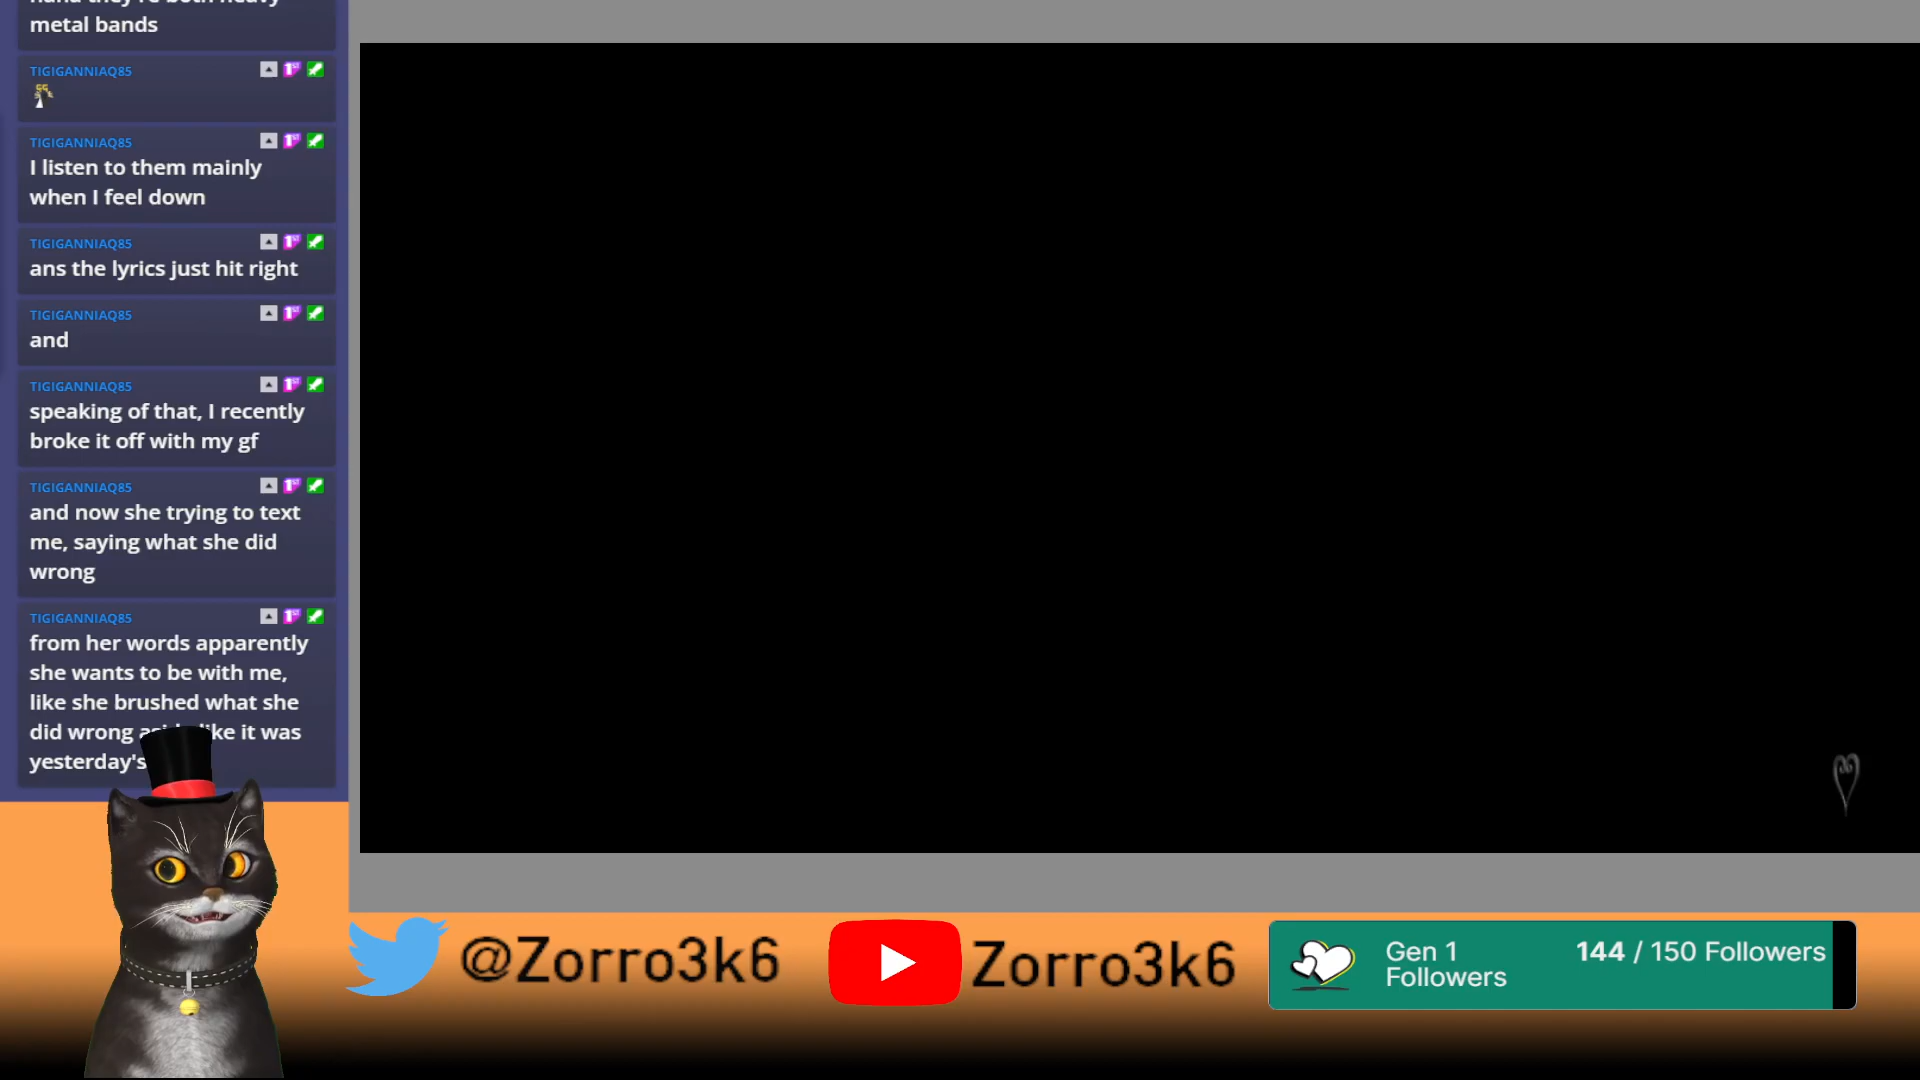 metal bands
TIGIGANNIAQ85
TIGIGANNIAQ85
I listen to them mainly
when I feel down
TIGIGANNIAQ85
ans the lyrics just hit right
TIGIGANNIAQ85
and
TIGIGANNIAQ85
speaking of that, I recently
broke it off with my gf
TIGIGANNIAQ85
and now she trying to text
me, saying what she did
wrong
TIGIGANNIAQ85
from her words apparently
she wants to be with me,
like she brushed what she
did wrong like it was
yesterday's
@Zorro3k6
Zorro3k6
Gen 1
Followers
144 / 150 Followers